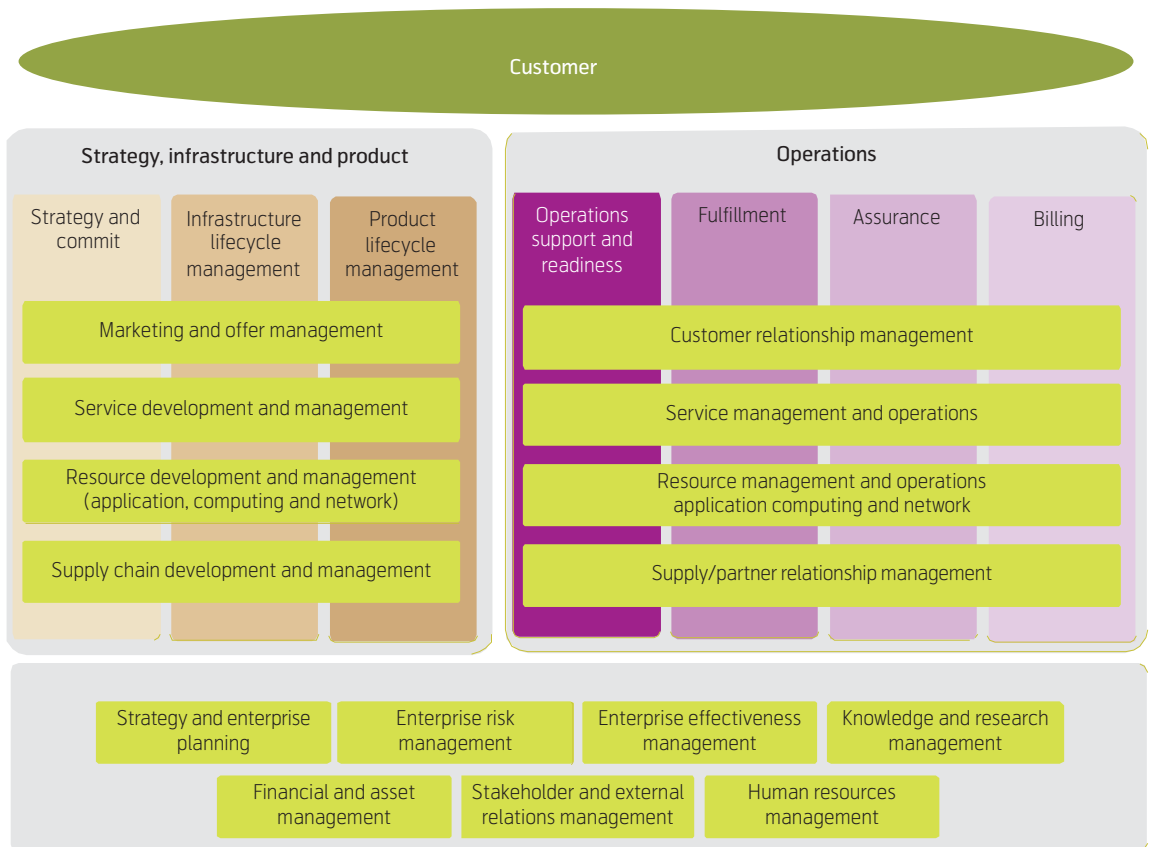 Customer
Strategy, infrastructure and product
Strategy and
commit
Infrastructure
lifecycle
management
Product
lifecycle
management
Marketing and offer management
Service development and management
Resource development and management
(application, computing and network)
Supply chain development and management
Operations
Operations
support and
readiness
Fulfillment
Assurance
Billing
Customer relationship management
Service management and operations
Resource management and operations
application computing and network
Supply/partner relationship management
Strategy and enterprise
planning
Enterprise risk
management
Enterprise effectiveness
management
Knowledge and research
management
Financial and asset
management
Stakeholder and external
relations management
Human resources
management